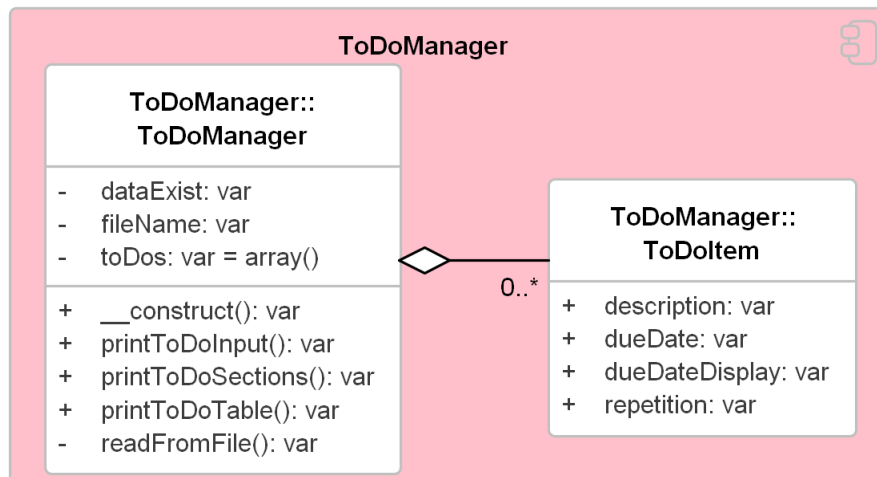 ToDoManager
ToDoManager::
ToDoManager
- dataExist: var
- fileName: var
- toDos: var = array()
+ __construct(): var
+ printToDoInput(): var
+ printToDoSections(): var
+ printToDoTable(): var
- readFromFile(): var
0..*
ToDoManager::
ToDoItem
+ description: var
+ dueDate: var
+ dueDateDisplay: var
+ repetition: var